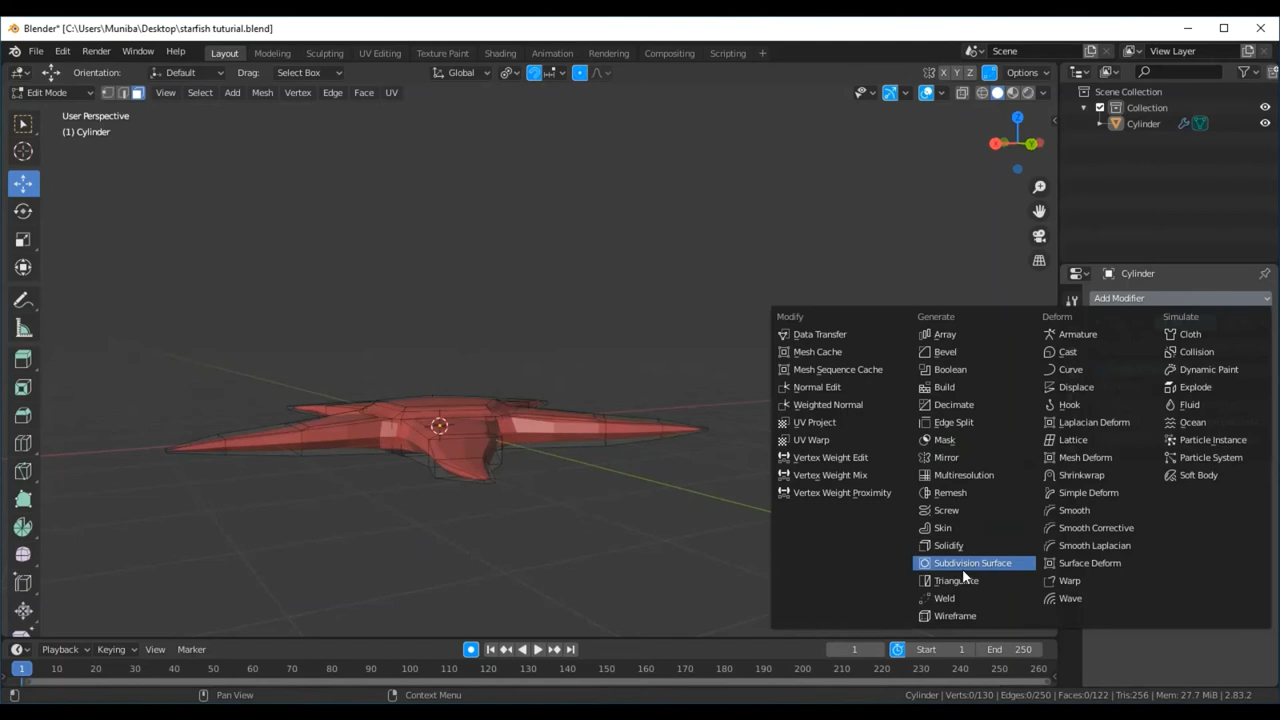 Blender* [C:\Users\Muniba\Desktop\starfish tuturial.blend]
File Edit Render Window Help Layout Modeling Sculpting UV Editing Texture Paint Shading Animation Rendering Compositing Scripting + Scene View Layer
Orientation: Default Drag: Select Box Global X Y Z Options
Edit Mode View Select Add Mesh Vertex Edge Face UV
Scene Collection
Collection
Cylinder
User Perspective
(1) Cylinder
Z
X Y
Cylinder
Add Modifier
Modify Generate Deform Simulate
Data Transfer Array Armature Cloth
Mesh Cache Bevel Cast Collision
Mesh Sequence Cache Boolean Curve Dynamic Paint
Normal Edit Build Displace Explode
Weighted Normal Decimate Hook Fluid
UV Project Edge Split Laplacian Deform Ocean
UV Warp Mask Lattice Particle Instance
Vertex Weight Edit Mirror Mesh Deform Particle System
Vertex Weight Mix Multiresolution Shrinkwrap Soft Body
Vertex Weight Proximity Remesh Simple Deform
Screw Smooth
Skin Smooth Corrective
Solidify Smooth Laplacian
Subdivision Surface Surface Deform
Triangulate Warp
Weld Wave
Wireframe
Playback Keying View Marker 1 Start 1 End 250
1 10 20 30 40 50 60 70 80 90 100 110 120 130 140 150 160 170 180 190 200 210 220 230 240 250 260
Pan View Context Menu Cylinder | Verts:0/130 | Edges:0/250 | Faces:0/122 | Tris:256 | Mem: 27.7 MiB | 2.83.2